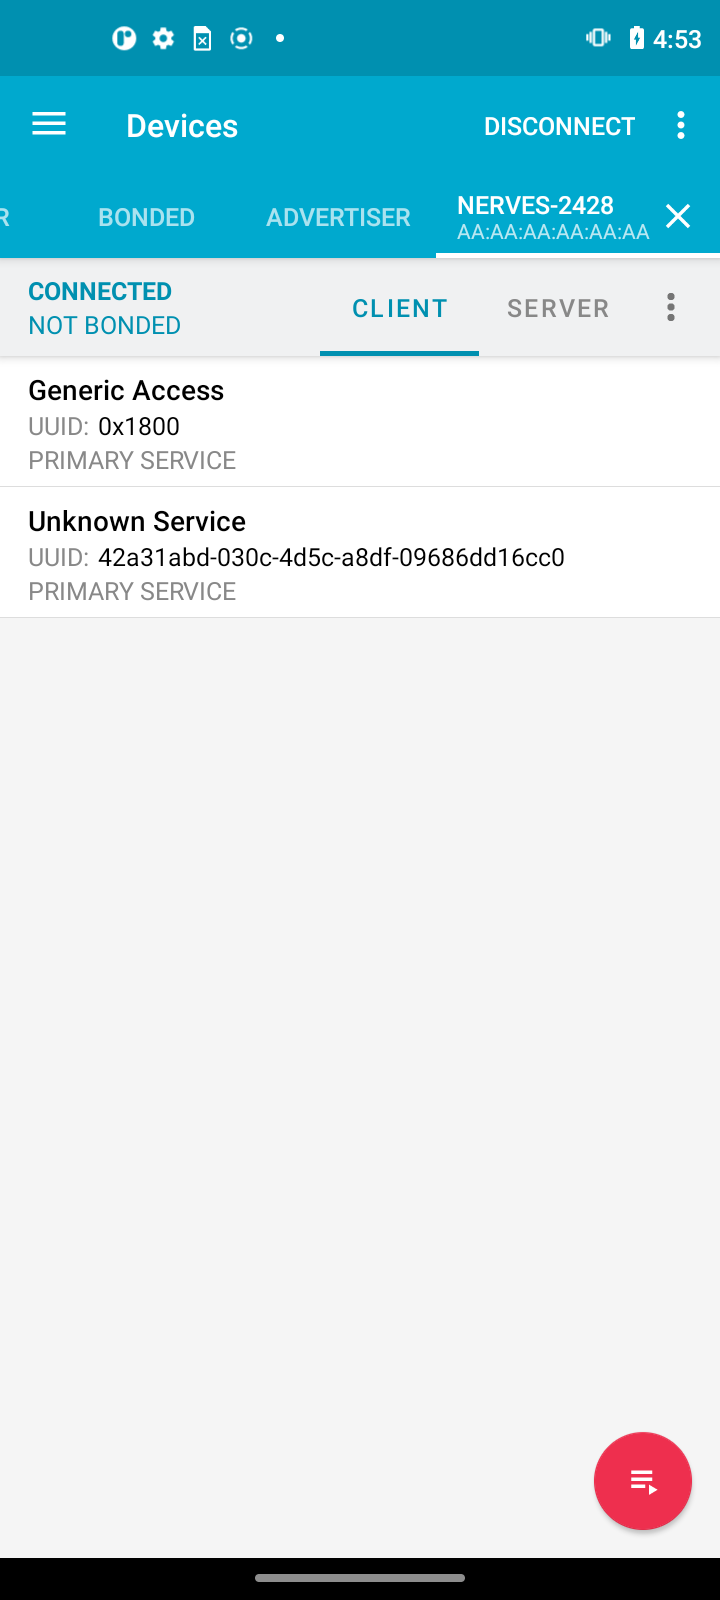 4:53
Devices
DISCONNECT
R
BONDED
ADVERTISER
NERVES-2428
AA:AA:AA:AA:AA:AA
CONNECTED
NOT BONDED
CLIENT
SERVER
Generic Access
UUID: 0x1800
PRIMARY SERVICE
Unknown Service
UUID: 42a31abd-030c-4d5c-a8df-09686dd16cc0
PRIMARY SERVICE